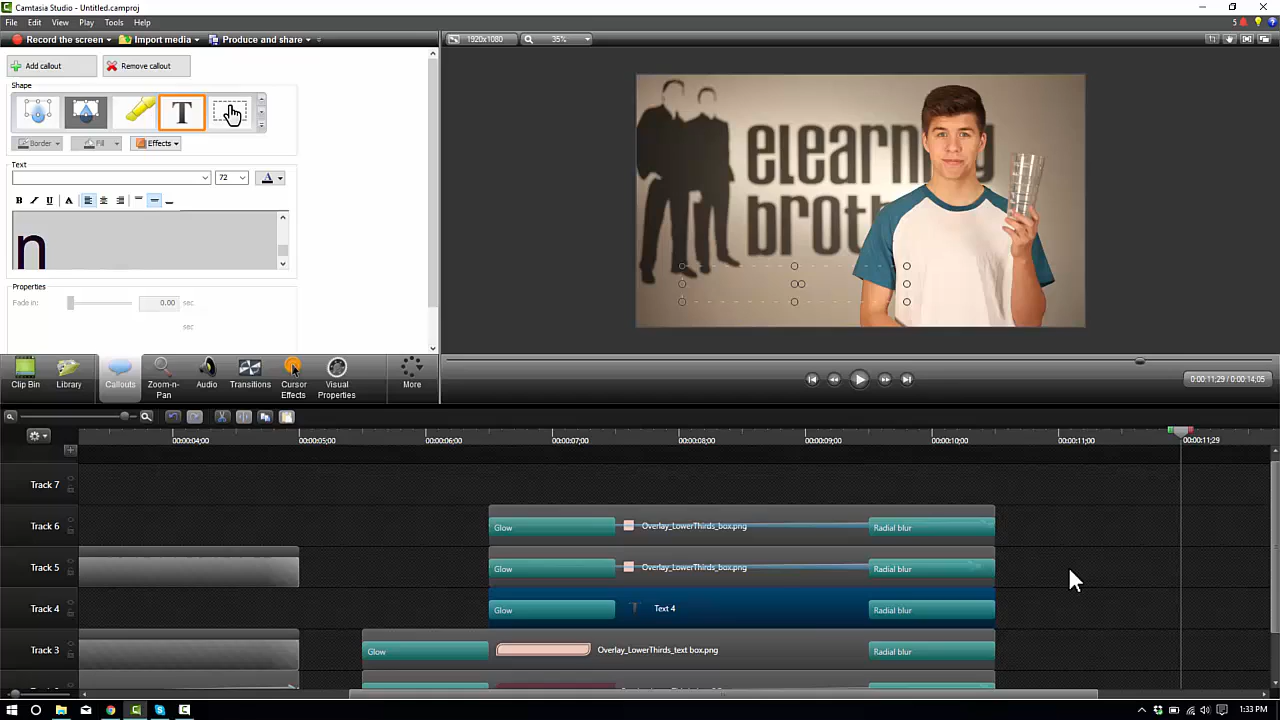 Camtasia Studio - Untitled.camproj
File Edit View Play Tools Help
5
Record the screen Import media Produce and share
1920x1080 35%
Add callout Remove callout
Shape
T
Border Fill Effects
Text
72 A
B I U A
n
Properties
Fade in: 0.00 sec
sec
elearning
broth
Clip Bin Library Callouts Zoom-n-Pan Audio Transitions Cursor Effects Visual Properties More
0:00:11;29 / 0:00:14;05
00:00:04;00 00:00:05;00 00:00:06;00 00:00:07;00 00:00:08;00 00:00:09;00 00:00:10;00 00:00:11;00 00:00:11;29
Track 7
Track 6 Glow Overlay_LowerThirds_box.png Radial blur
Track 5 Glow Overlay_LowerThirds_box.png Radial blur
Track 4 Glow T Text 4 Radial blur
Track 3 Glow Overlay_LowerThirds_text box.png Radial blur
1:33 PM